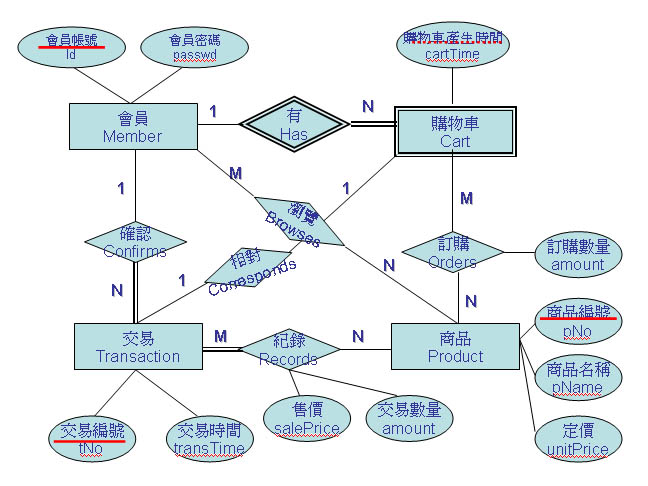 會員帳號
Id
會員密碼
passwd
購物車產生時間
cartTime
會員
Member
1
有
Has
N
購物車
Cart
M
1
1
M
瀏覽
Browses
確認
Confirms
相對
Corresponds
訂購
Orders
訂購數量
amount
N
1
N
N
商品編號
pNo
交易
Transaction
M
紀錄
Records
N
商品
Product
商品名稱
pName
交易編號
tNo
交易時間
transTime
售價
salePrice
交易數量
amount
定價
unitPrice